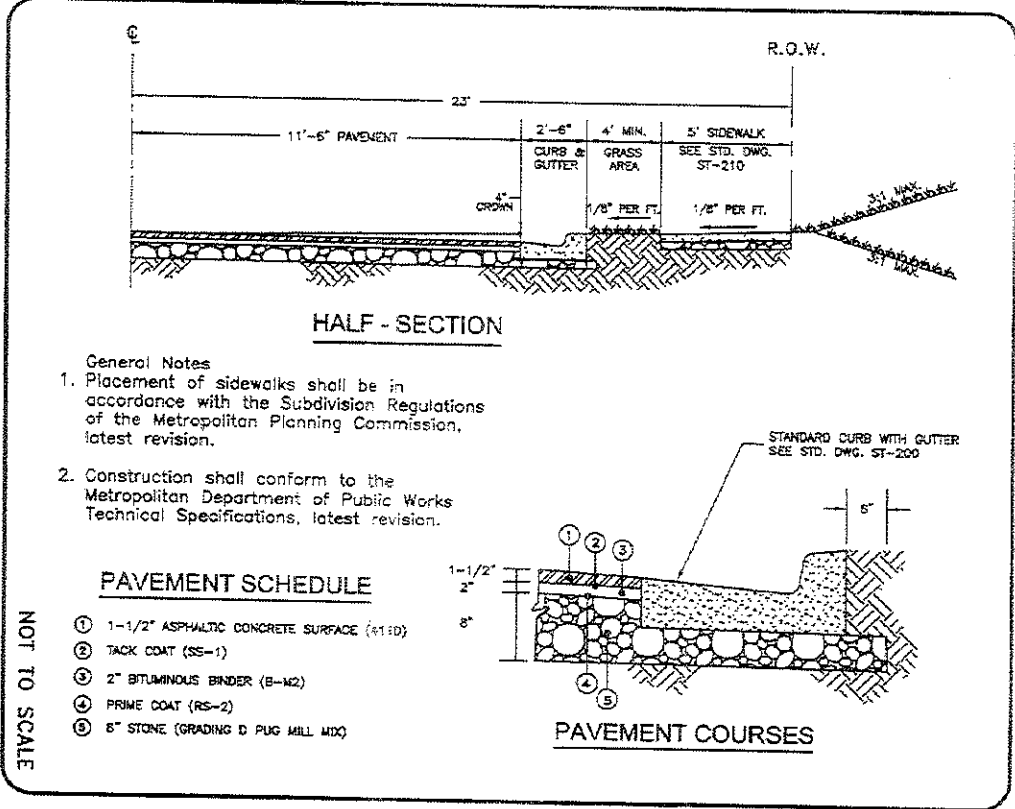 ℄
R.O.W.
23'
11'-6" PAVEMENT
2'-6"
CURB &
GUTTER
4' MIN.
GRASS
AREA
5' SIDEWALK
SEE STD. DWG.
ST-210
4"
CROWN
1/8" PER FT.
1/8" PER FT.
3:1 MAX.
3:1 MAX.
HALF - SECTION
General Notes
1. Placement of sidewalks shall be in
accordance with the Subdivision Regulations
of the Metropolitan Planning Commission,
latest revision.
2. Construction shall conform to the
Metropolitan Department of Public Works
Technical Specifications, latest revision.
STANDARD CURB WITH GUTTER
SEE STD. DWG. ST-200
6"
1 2 3
1-1/2"
2"
8"
4
5
PAVEMENT COURSES
PAVEMENT SCHEDULE
1 1-1/2" ASPHALTIC CONCRETE SURFACE
2 TACK COAT (SS-1)
3 2" BITUMINOUS BINDER (B-M2)
4 PRIME COAT (RS-2)
5 8" STONE (GRADING D PUG MILL MIX)
NOT TO SCALE